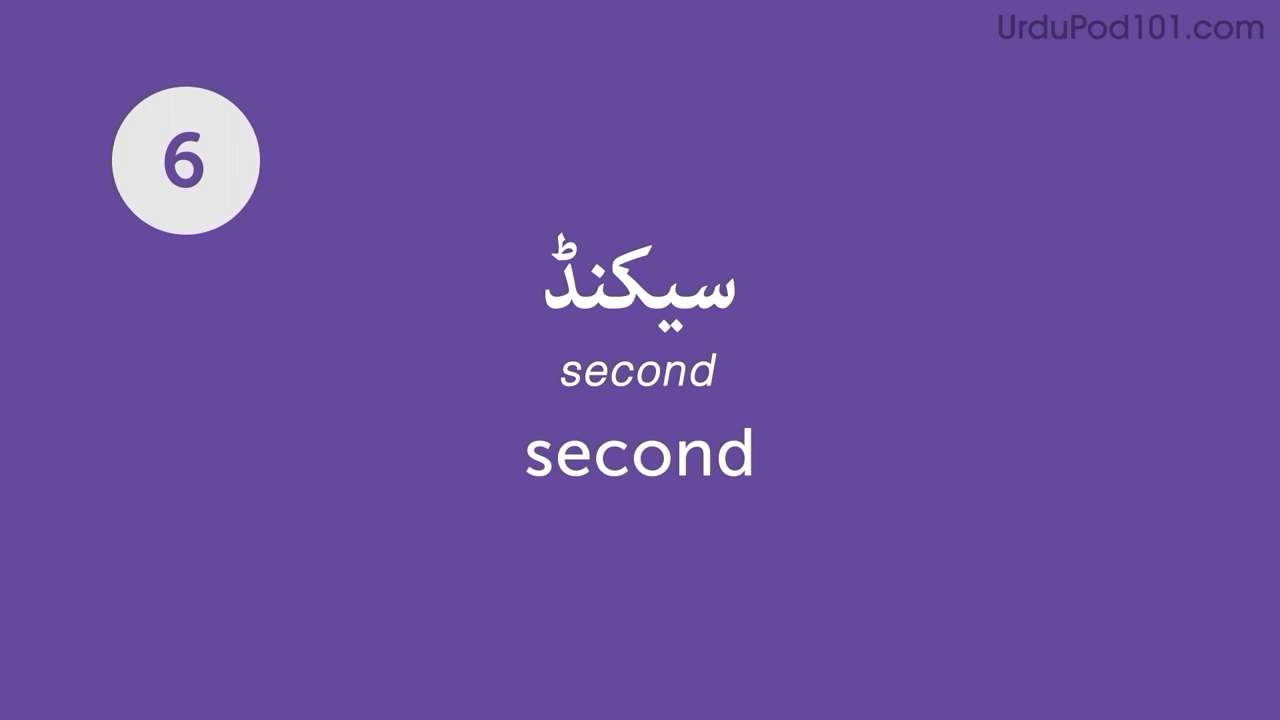 UrduPod101.com
6
سیکنڈ
second
second